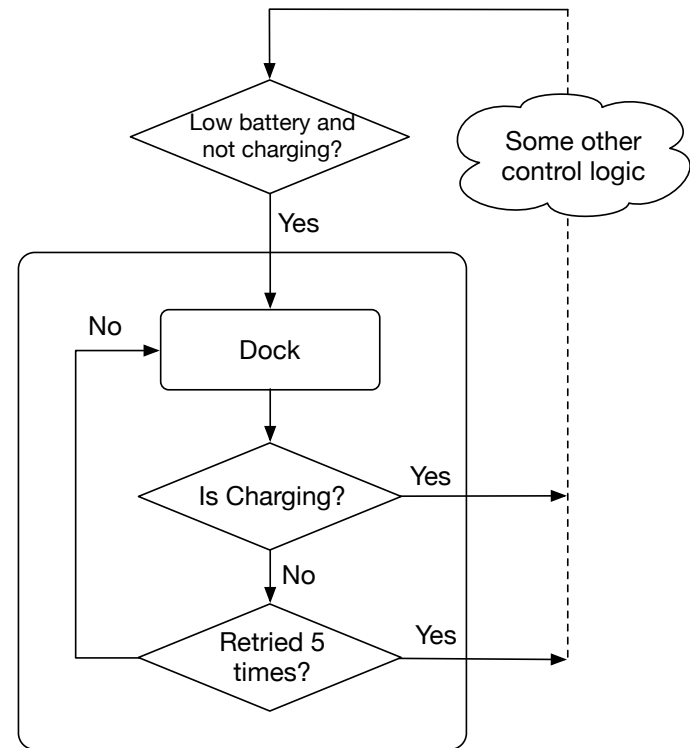 Low battery and
not charging?
Some other
control logic
Yes
No
Dock
Is Charging?
Yes
No
Retried 5
times?
Yes